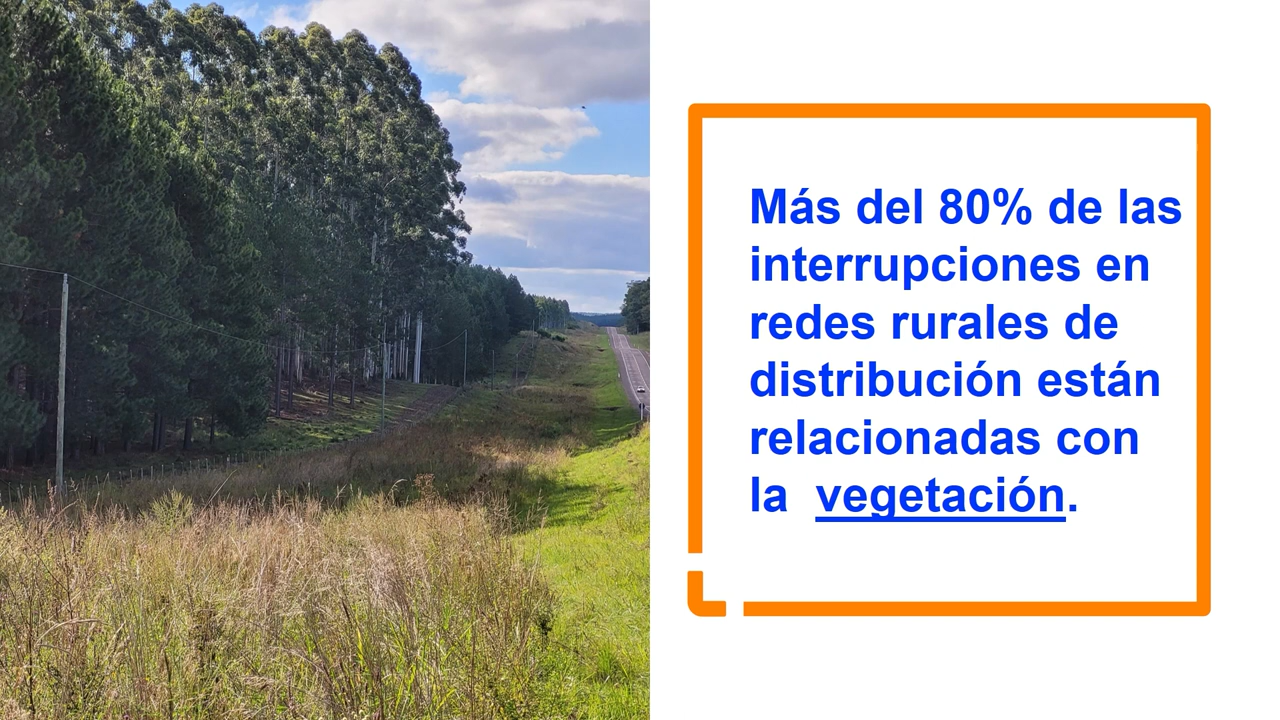 Más del 80% de las
interrupciones en
redes rurales de
distribución están
relacionadas con
la vegetación.